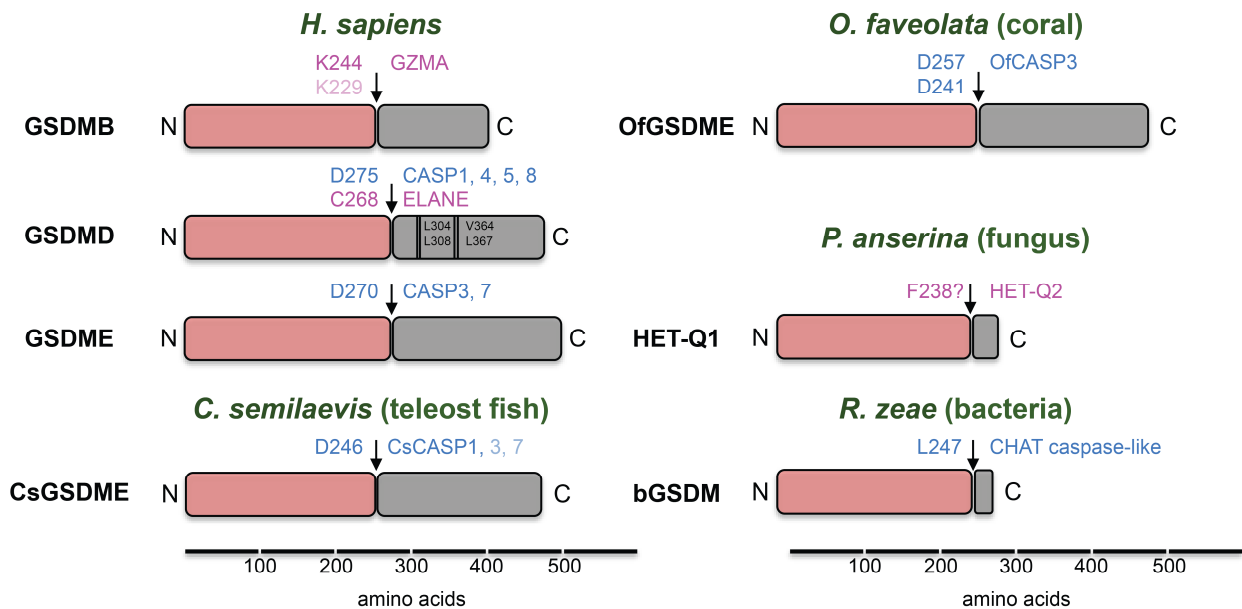 H. sapiens
K244 GZMA
K229
GSDMB N C
D275 CASP1, 4, 5, 8
C268 ELANE
GSDMD N L304 V364 C
L308 L367
D270 CASP3, 7
GSDME N C
C. semilaevis (teleost fish)
D246 CsCASP1, 3, 7
CsGSDME N C
100 200 300 400 500
amino acids
O. faveolata (coral)
D257 OfCASP3
D241
OfGSDME N C
P. anserina (fungus)
F238? HET-Q2
HET-Q1 N C
R. zeae (bacteria)
L247 CHAT caspase-like
bGSDM N C
100 200 300 400 500
amino acids